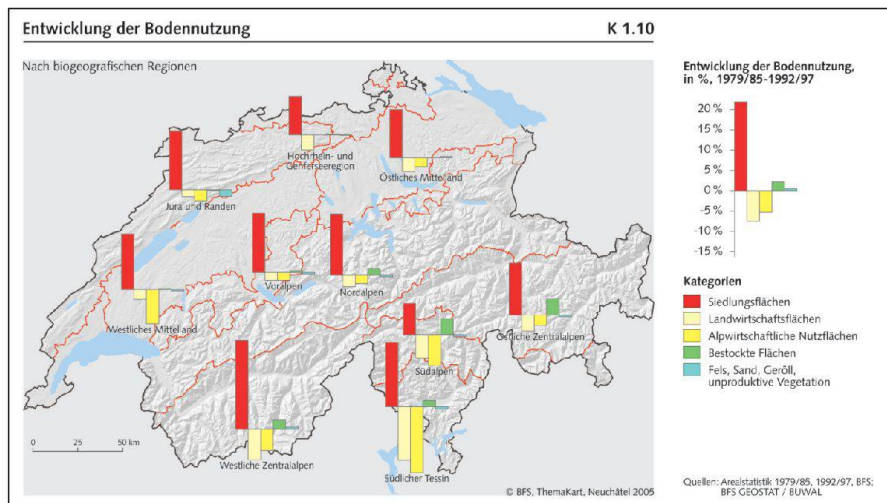 Entwicklung der Bodennutzung K 1.10
Nach biogeografischen Regionen
Hochrhein- und
Genferseeregion
Östliches Mittelland
Jura und Randen
Voralpen
Nordalpen
Westliches Mittelland
Östliche Zentralalpen
Südalpen
Westliche Zentralalpen
Südlicher Tessin
0 25 50 km
© BFS, ThemaKart, Neuchâtel 2005
Entwicklung der Bodennutzung,
in %, 1979/85-1992/97
20 %
15 %
10 %
5 %
0 %
-5 %
-10 %
-15 %
Kategorien
Siedlungsflächen
Landwirtschaftsflächen
Alpwirtschaftliche Nutzflächen
Bestockte Flächen
Fels, Sand, Geröll,
unproduktive Vegetation
Quellen: Arealstatistik 1979/85, 1992/97, BFS;
BFS GEOSTAT / BUWAL